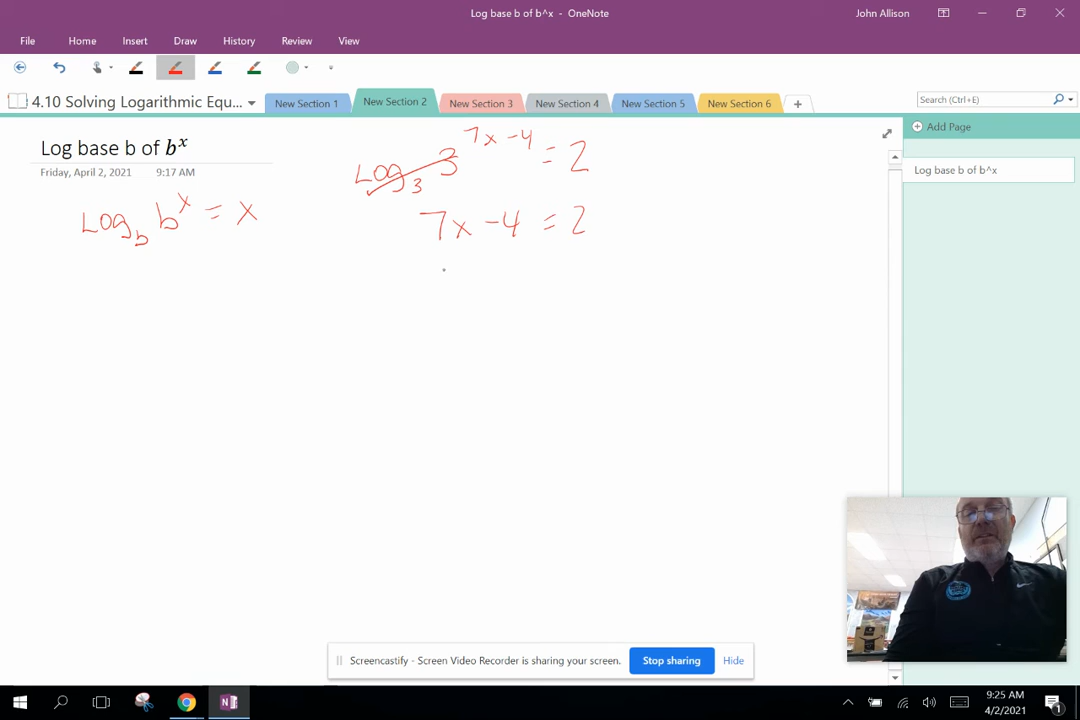 Log base b of b^x - OneNote
John Allison
File Home Insert Draw History Review View
4.10 Solving Logarithmic Equ...
New Section 1 New Section 2 New Section 3 New Section 4 New Section 5 New Section 6 +
Search (Ctrl+E)
Add Page
Log base b of b^x
Log base b of bˣ
Friday, April 2, 2021 9:17 AM
Log_b b^x = x
Log_3 3^(7x-4) = 2
7x - 4 = 2
Screencastify - Screen Video Recorder is sharing your screen. Stop sharing Hide
9:25 AM
4/2/2021
1